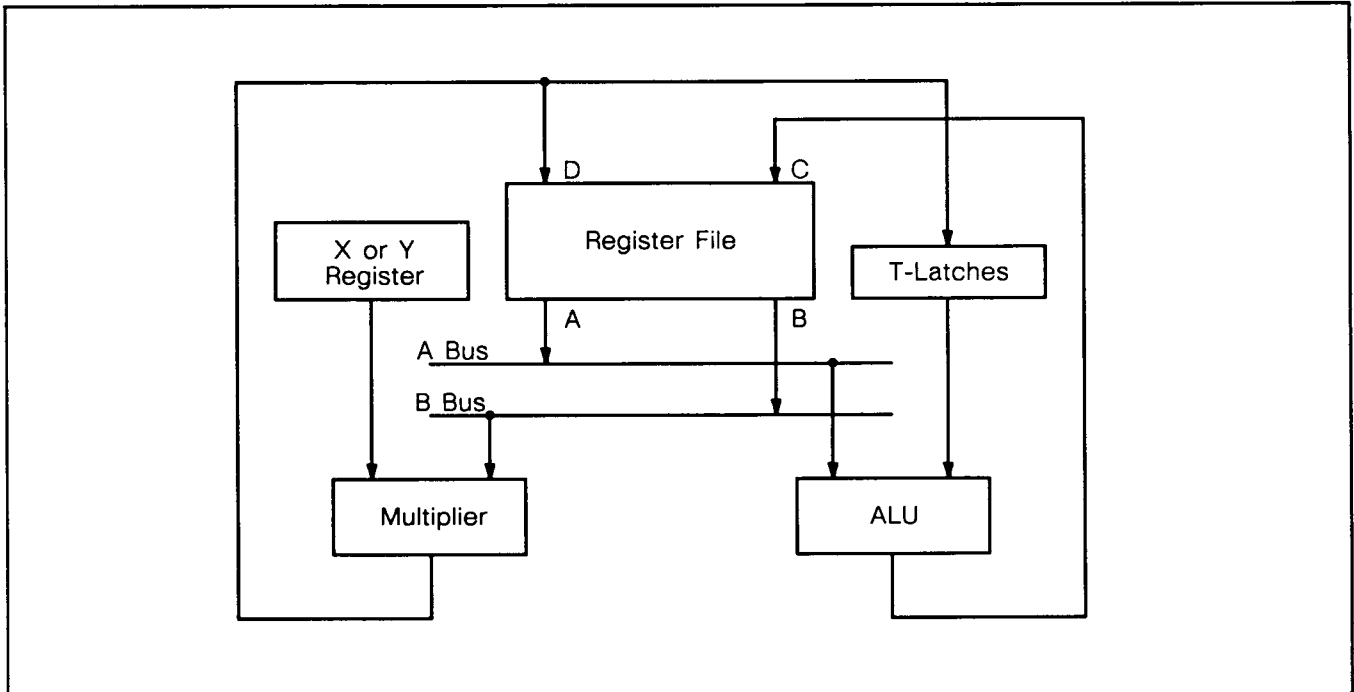 D
C
Register File
X or Y
Register
T-Latches
A
B
A Bus
B Bus
Multiplier
ALU